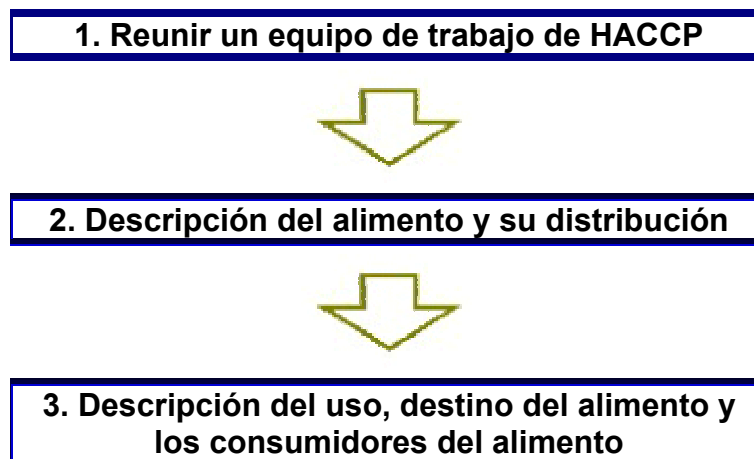 1. Reunir un equipo de trabajo de HACCP
2. Descripción del alimento y su distribución
3. Descripción del uso, destino del alimento y
los consumidores del alimento